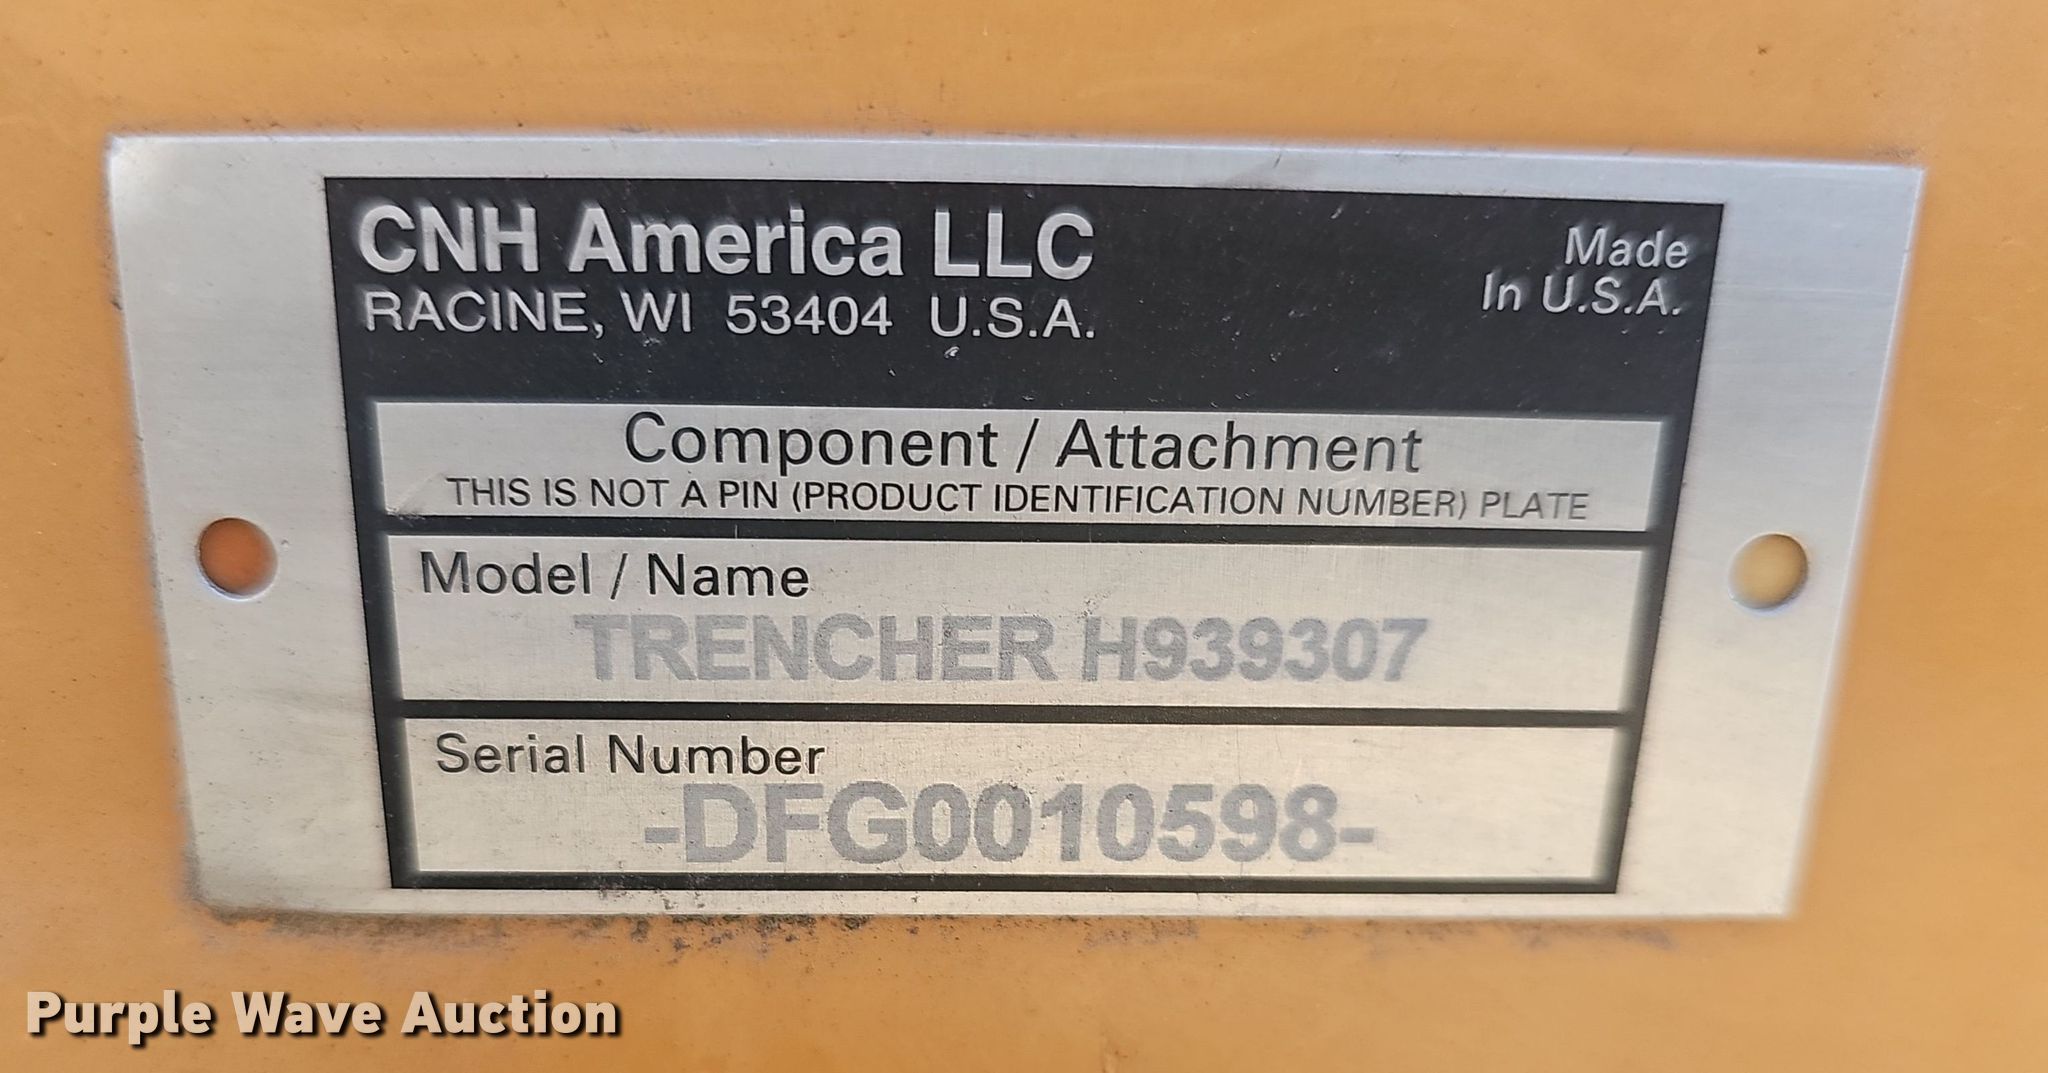 CNH America LLC
RACINE, WI 53404 U.S.A.
Made
In U.S.A.
Component / Attachment
THIS IS NOT A PIN (PRODUCT IDENTIFICATION NUMBER) PLATE
Model / Name
TRENCHER H939307
Serial Number
-DFG0010598-
Purple Wave Auction